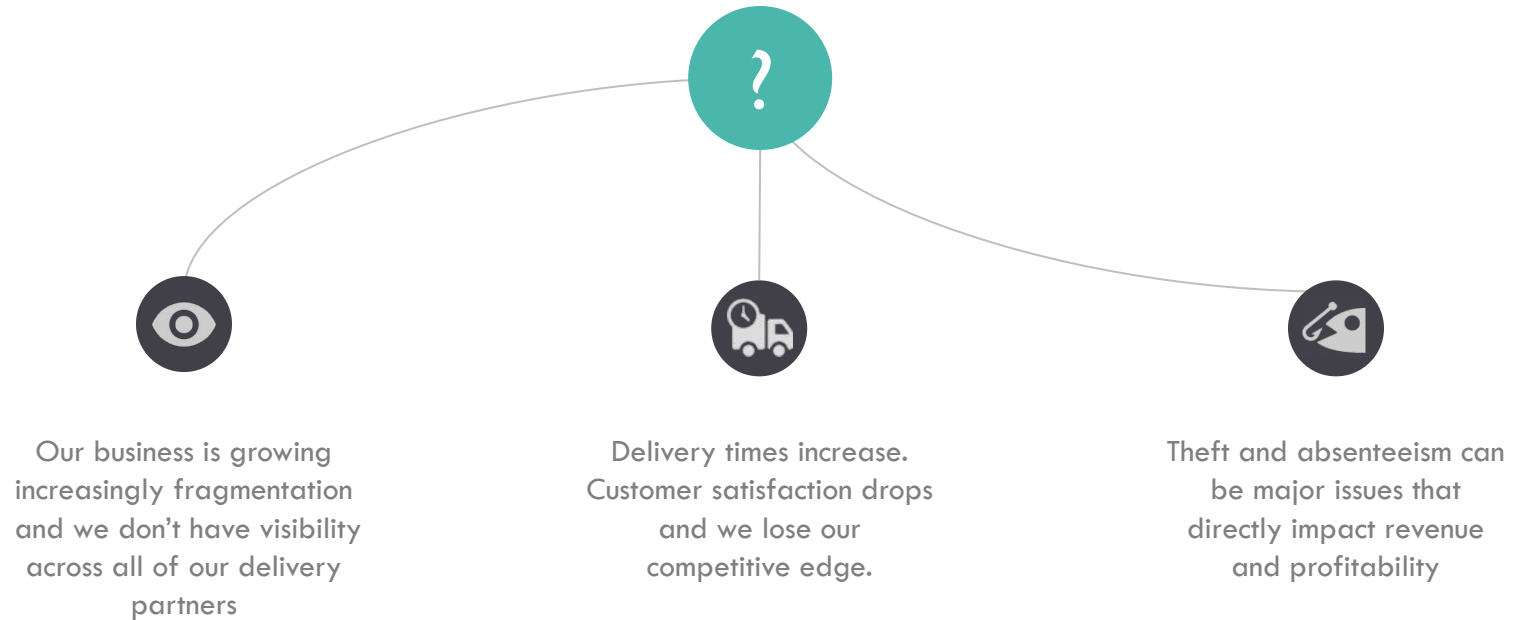 ?
Our business is growing
increasingly fragmentation
and we don't have visibility
across all of our delivery
partners
Delivery times increase.
Customer satisfaction drops
and we lose our
competitive edge.
Theft and absenteeism can
be major issues that
directly impact revenue
and profitability